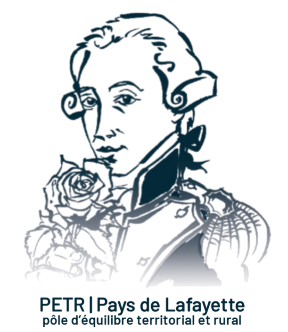 PETR | Pays de Lafayette
pôle d'équilibre territorial et rural